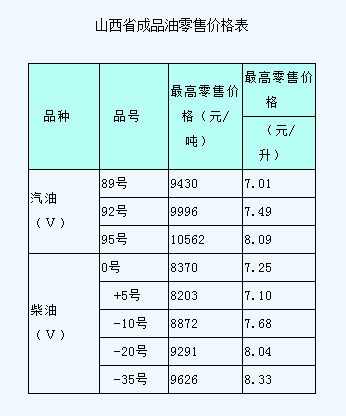 山西省成品油零售价格表
品种
品号
最高零售价
格（元/
吨）
最高零售价
格
（元/
升）
汽油
（Ⅴ）
89号 9430 7.01
92号 9996 7.49
95号 10562 8.09
柴油
（Ⅴ）
0号 8370 7.25
+5号 8203 7.10
-10号 8872 7.68
-20号 9291 8.04
-35号 9626 8.33